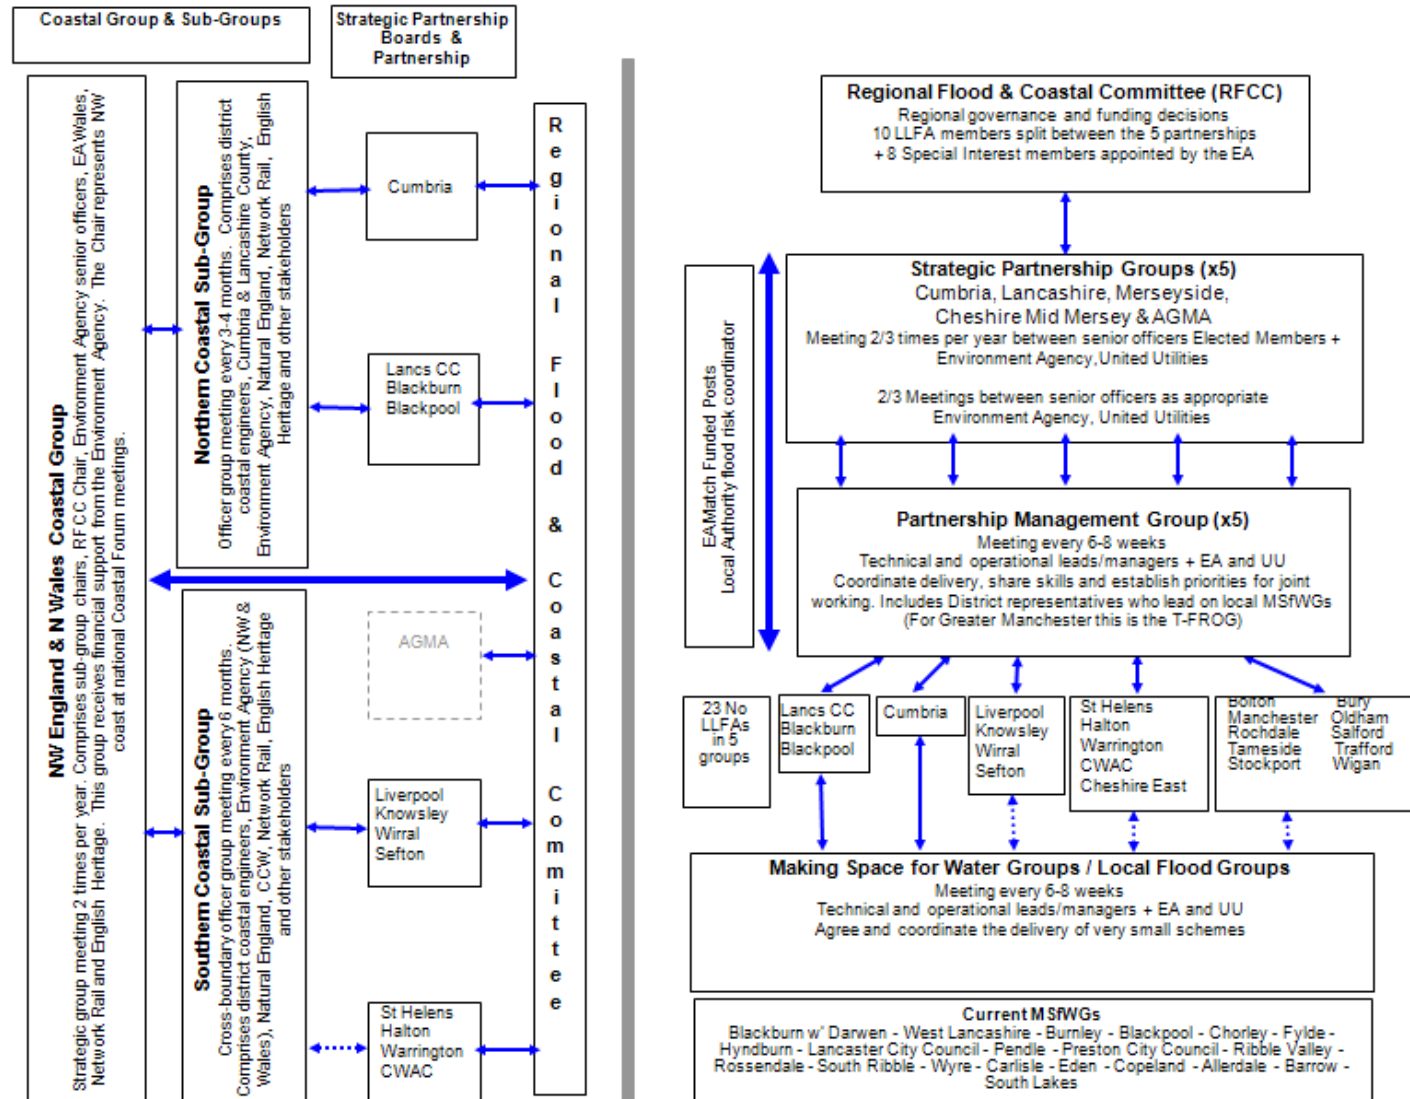 Coastal Group & Sub-Groups
Strategic Partnership
Boards &
Partnership
NW England & N Wales Coastal Group
Strategic group meeting 2 times per year. Comprises sub-group chairs, RFCC Chair, Environment Agency senior officers, EA Wales,
Network Rail and English Heritage. This group receives financial support from the Environment Agency. The Chair represents NW
coast at national Coastal Forum meetings.
Northern Coastal Sub-Group
Officer group meeting every 3-4 months. Comprises district
coastal engineers, Cumbria & Lancashire County,
Environment Agency, Natural England, Network Rail, English
Heritage and other stakeholders
Southern Coastal Sub-Group
Cross-boundary officer group meeting every 6 months.
Comprises district coastal engineers, Environment Agency (NW &
Wales), Natural England, CCW, Network Rail, English Heritage
and other stakeholders
Cumbria
Lancs CC
Blackburn
Blackpool
AGMA
Liverpool
Knowsley
Wirral
Sefton
St Helens
Halton
Warrington
CWAC
Regional Flood & Coastal Committee
Regional Flood & Coastal Committee (RFCC)
Regional governance and funding decisions
10 LLFA members split between the 5 partnerships
+ 8 Special Interest members appointed by the EA
EA Match Funded Posts
Local Authority flood risk coordinator
Strategic Partnership Groups (x5)
Cumbria, Lancashire, Merseyside,
Cheshire Mid Mersey & AGMA
Meeting 2/3 times per year between senior officers Elected Members +
Environment Agency,United Utilities
2/3 Meetings between senior officers as appropriate
Environment Agency, United Utilities
Partnership Management Group (x5)
Meeting every 6-8 weeks
Technical and operational leads/managers + EA and UU
Coordinate delivery, share skills and establish priorities for joint
working. Includes District representatives who lead on local MSfWGs
(For Greater Manchester this is the T-FROG)
23 No
LLFAs
in 5
groups
Lancs CC
Blackburn
Blackpool
Cumbria
Liverpool
Knowsley
Wirral
Sefton
St Helens
Halton
Warrington
CWAC
Cheshire East
Bolton Bury
Manchester Oldham
Rochdale Salford
Tameside Trafford
Stockport Wigan
Making Space for Water Groups / Local Flood Groups
Meeting every 6-8 weeks
Technical and operational leads/managers + EA and UU
Agree and coordinate the delivery of very small schemes
Current MSfWGs
Blackburn w' Darwen - West Lancashire - Burnley - Blackpool - Chorley - Fylde -
Hyndburn - Lancaster City Council - Pendle - Preston City Council - Ribble Valley -
Rossendale - South Ribble - Wyre - Carlisle - Eden - Copeland - Allerdale - Barrow -
South Lakes